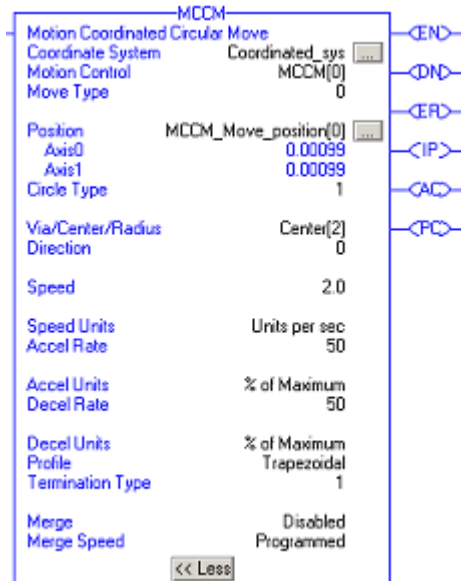 MCCM
Motion Coordinated Circular Move
Coordinate System Coordinated_sys ...
Motion Control MCCM[0]
Move Type 0
Position MCCM_Move_position[0] ...
Axis0 0.00099
Axis1 0.00099
Circle Type 1
Via/Center/Radius Center[2]
Direction 0
Speed 2.0
Speed Units Units per sec
Accel Rate 50
Accel Units % of Maximum
Decel Rate 50
Decel Units % of Maximum
Profile Trapezoidal
Termination Type 1
Merge Disabled
Merge Speed Programmed
<< Less
EN
DN
ER
IP
AC
PC